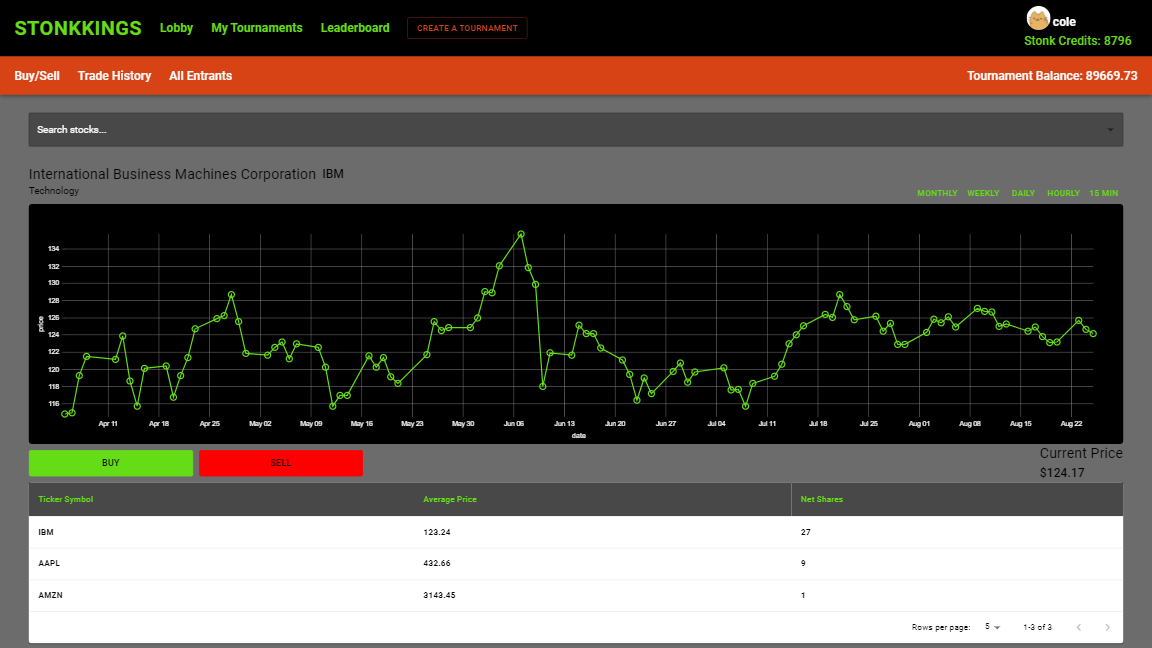 STONKKINGS Lobby My Tournaments Leaderboard CREATE A TOURNAMENT cole
Stonk Credits: 8796
Buy/Sell Trade History All Entrants Tournament Balance: 89669.73
Search stocks...
International Business Machines Corporation IBM
Technology
MONTHLY WEEKLY DAILY HOURLY 15 MIN
134
132
130
128
126
124
122
120
118
116
price
Apr 11 Apr 18 Apr 25 May 02 May 09 May 16 May 23 May 30 Jun 06 Jun 13 Jun 20 Jun 27 Jul 04 Jul 11 Jul 18 Jul 25 Aug 01 Aug 08 Aug 15 Aug 22
date
BUY SELL Current Price
$124.17
Ticker Symbol Average Price Net Shares
IBM 123.24 27
AAPL 432.66 9
AMZN 3143.45 1
Rows per page: 5 1-3 of 3